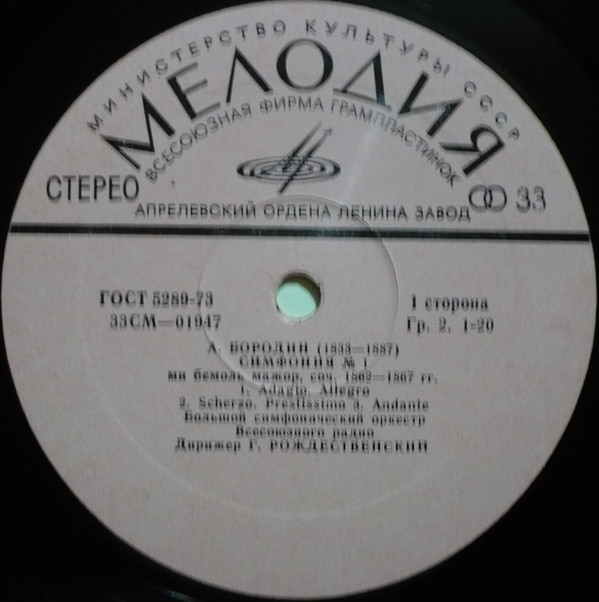 МИНИСТЕРСТВО КУЛЬТУРЫ СССР
МЕЛОДИЯ
ВСЕСОЮЗНАЯ ФИРМА ГРАМПЛАСТИНОК
СТЕРЕО
33
АПРЕЛЕВСКИЙ ОРДЕНА ЛЕНИНА ЗАВОД
ГОСТ 5289-73
1 сторона
33СМ—01947
Гр. 2. 1-20
А. БОРОДИН (1833—1887)
СИМФОНИЯ № 1
ми бемоль мажор, соч. 1862—1867 гг.
1. Adagio, Allegro
2. Scherzo, Prestissimo 3. Andante
Большой симфонический оркестр
Всесоюзного радио
Дирижер Г. РОЖДЕСТВЕНСКИЙ